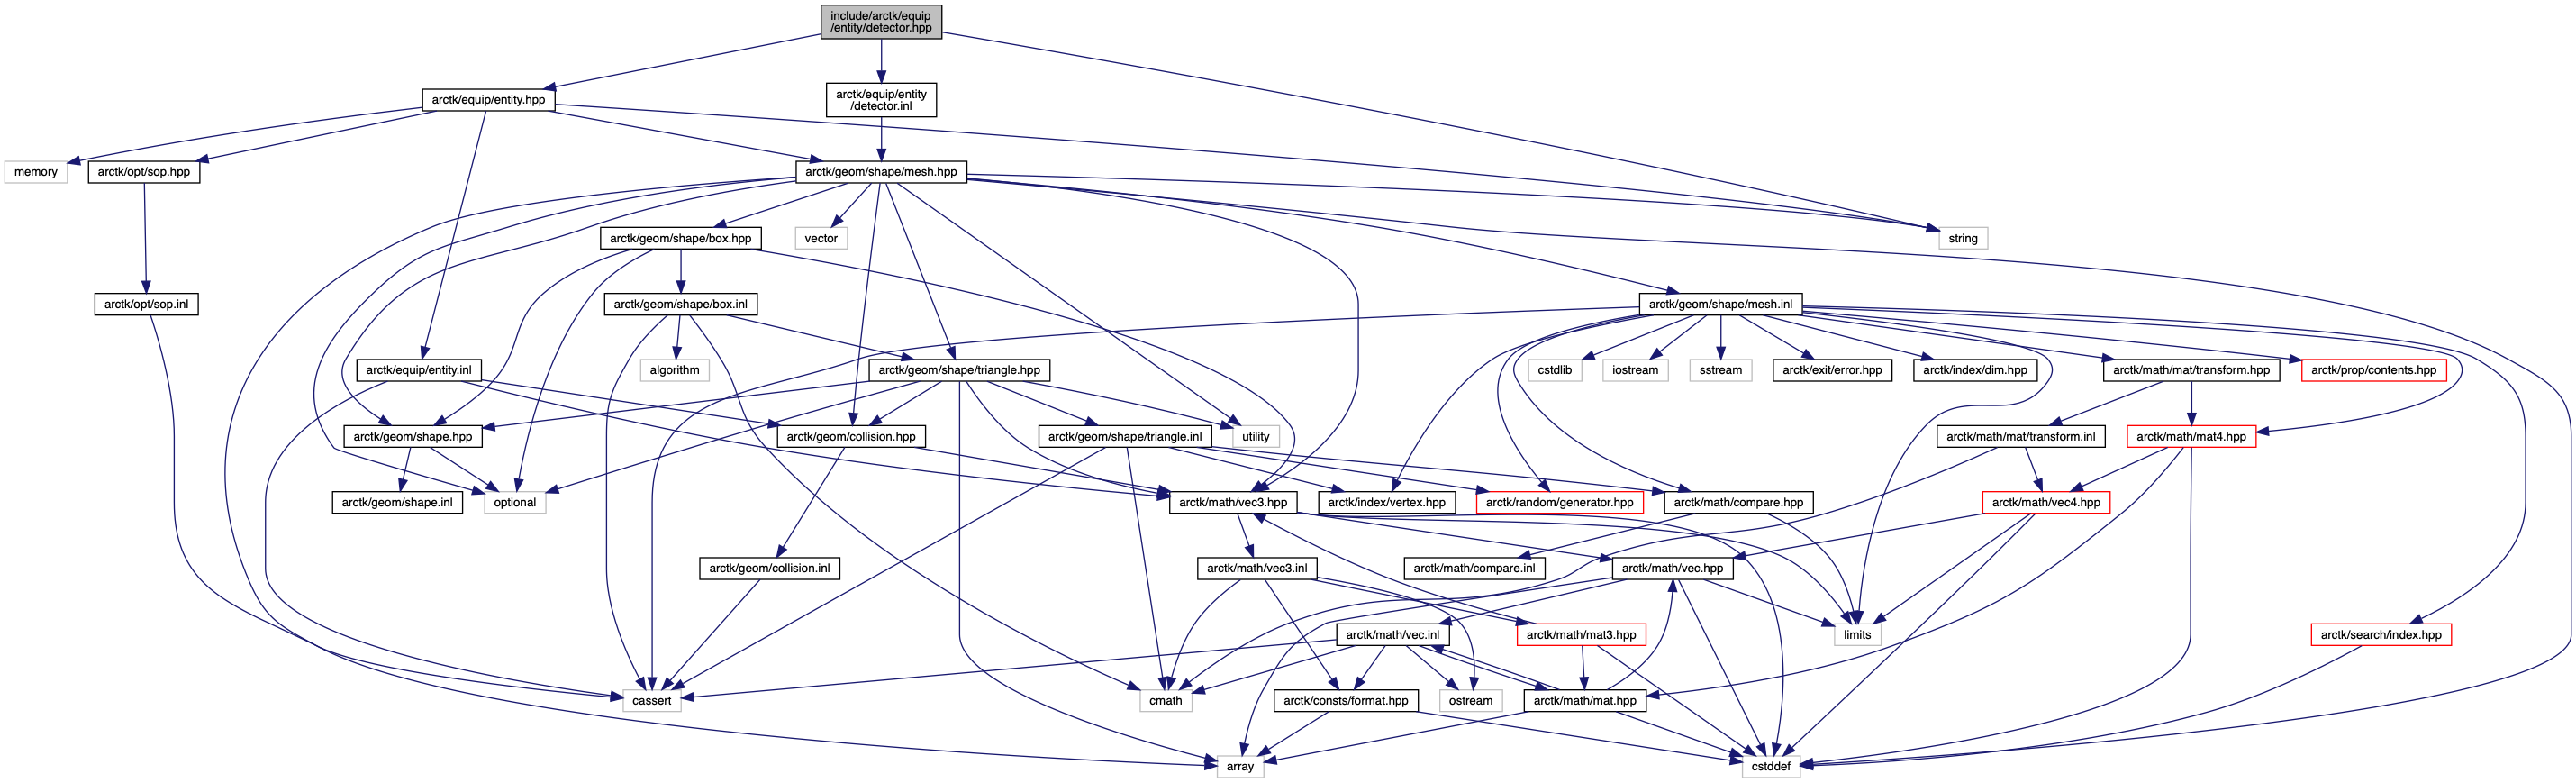 include/arctk/equip
/entity/detector.hpp
arctk/equip/entity.hpp
arctk/equip/entity
/detector.inl
memory
arctk/opt/sop.hpp
arctk/geom/shape/mesh.hpp
arctk/geom/shape/box.hpp
vector
string
arctk/opt/sop.inl
arctk/geom/shape/box.inl
arctk/geom/shape/mesh.inl
arctk/equip/entity.inl
algorithm
arctk/geom/shape/triangle.hpp
cstdlib
iostream
sstream
arctk/exit/error.hpp
arctk/index/dim.hpp
arctk/math/mat/transform.hpp
arctk/prop/contents.hpp
arctk/geom/shape.hpp
arctk/geom/collision.hpp
arctk/geom/shape/triangle.inl
utility
arctk/math/mat/transform.inl
arctk/math/mat4.hpp
arctk/geom/shape.inl
optional
arctk/math/vec3.hpp
arctk/index/vertex.hpp
arctk/random/generator.hpp
arctk/math/compare.hpp
arctk/math/vec4.hpp
arctk/geom/collision.inl
arctk/math/vec3.inl
arctk/math/compare.inl
arctk/math/vec.hpp
arctk/math/vec.inl
arctk/math/mat3.hpp
limits
arctk/search/index.hpp
cassert
cmath
arctk/consts/format.hpp
ostream
arctk/math/mat.hpp
array
cstddef